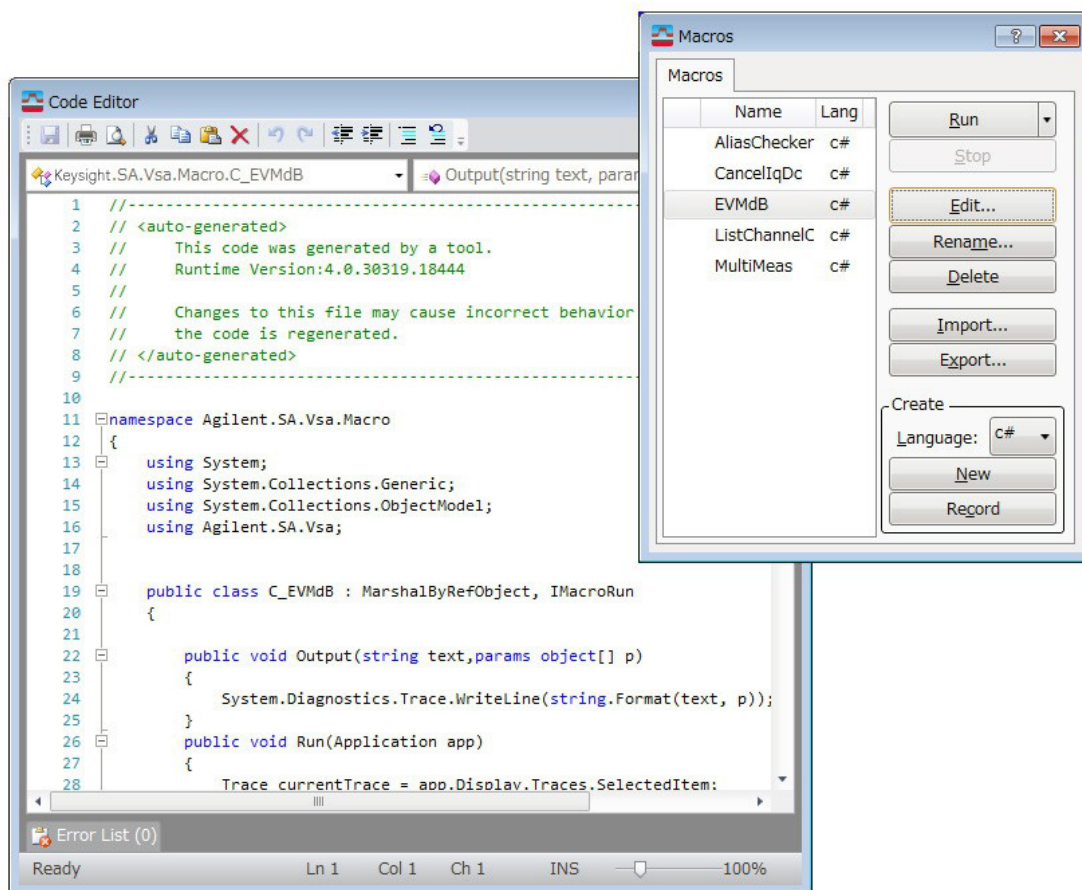 Macros
Macros
Name Lang
AliasChecker c#
CancelIqDc c#
EVMdB c#
ListChannelC c#
MultiMeas c#
Run
Stop
Edit...
Rename...
Delete
Import...
Export...
Create
Language: c#
New
Record
Code Editor
Keysight.SA.Vsa.Macro.C_EVMdB
Output(string text, paran
1 //----------------------------------------------------------
2 // <auto-generated>
3 //     This code was generated by a tool.
4 //     Runtime Version:4.0.30319.18444
5 //
6 //     Changes to this file may cause incorrect behavior
7 //     the code is regenerated.
8 // </auto-generated>
9 //----------------------------------------------------------
10
11 namespace Agilent.SA.Vsa.Macro
12 {
13     using System;
14     using System.Collections.Generic;
15     using System.Collections.ObjectModel;
16     using Agilent.SA.Vsa;
17
18
19     public class C_EVMdB : MarshalByRefObject, IMacroRun
20     {
21
22         public void Output(string text,params object[] p)
23         {
24             System.Diagnostics.Trace.WriteLine(string.Format(text, p));
25         }
26         public void Run(Application app)
27         {
28             Trace currentTrace = app.Display.Traces.SelectedItem;
Error List (0)
Ready Ln 1 Col 1 Ch 1 INS 100%